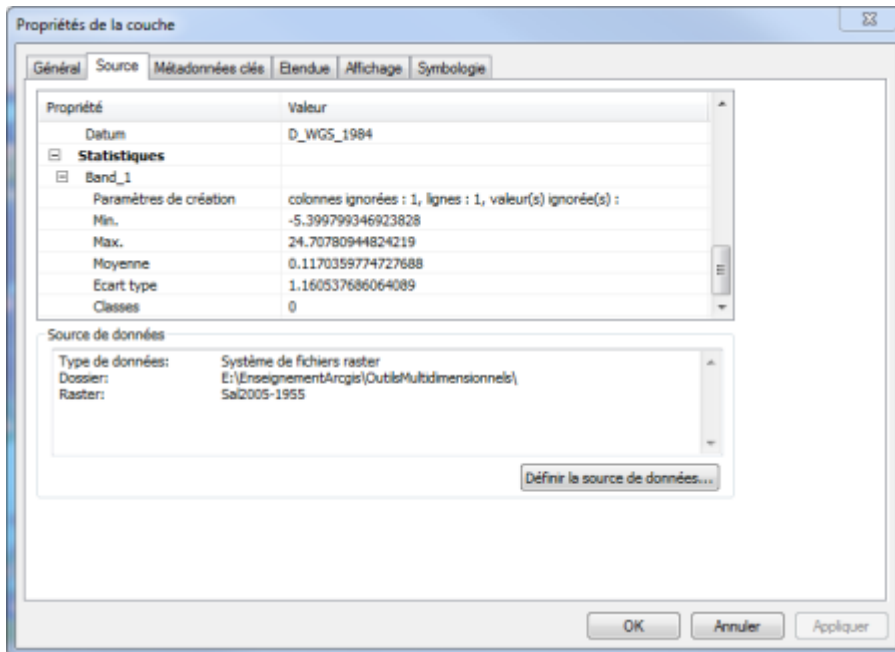 Propriétés de la couche
Général Source Métadonnées clés Etendue Affichage Symbologie
Propriété Valeur
Datum D_WGS_1984
Statistiques
Band_1
Paramètres de création colonnes ignorées : 1, lignes : 1, valeur(s) ignorée(s) :
Min. -5.399799346923828
Max. 24.70780944824219
Moyenne 0.1170359774727688
Ecart type 1.160537686064089
Classes 0
Source de données
Type de données: Système de fichiers raster
Dossier: E:\EnseignementArcgis\OutilsMultidimensionnels\
Raster: Sal2005-1955
Définir la source de données...
OK Annuler Appliquer